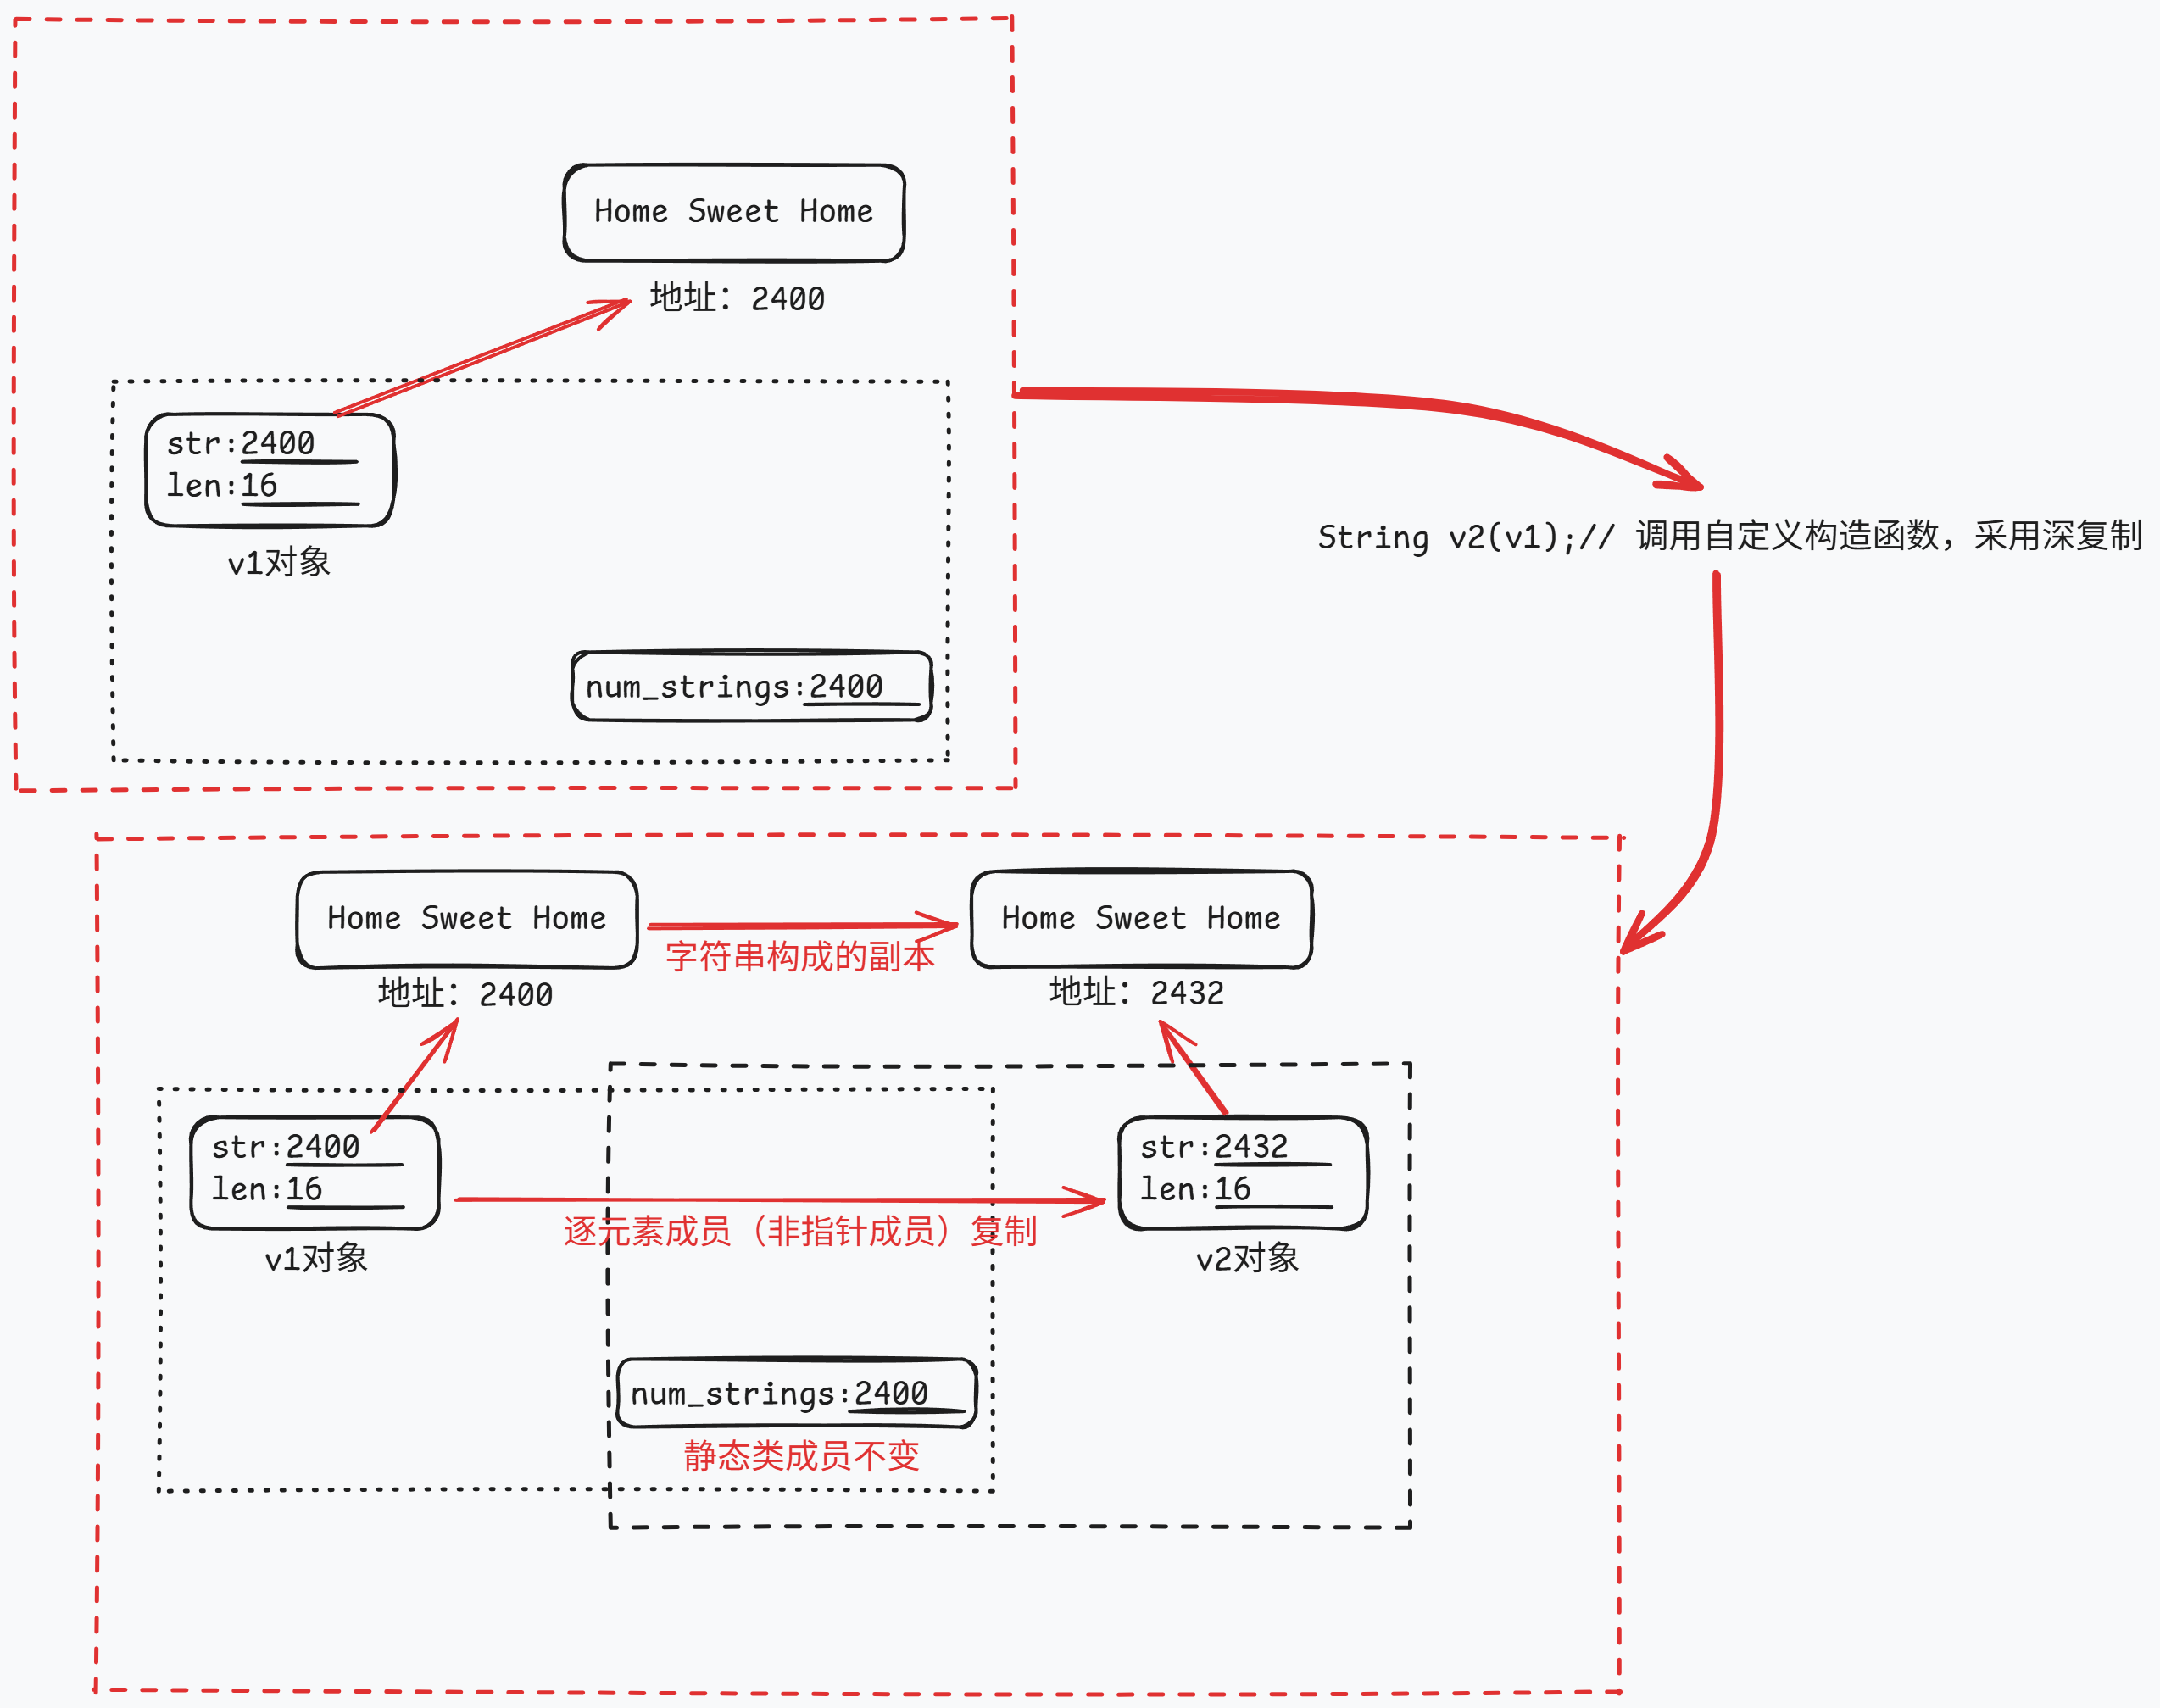 Home Sweet Home
地址：2400
str:2400
len:16
v1对象
num_strings:2400
String v2(v1);// 调用自定义构造函数，采用深复制
Home Sweet Home
字符串构成的副本
Home Sweet Home
地址：2400
地址：2432
str:2400
len:16
v1对象
逐元素成员（非指针成员）复制
str:2432
len:16
v2对象
num_strings:2400
静态类成员不变